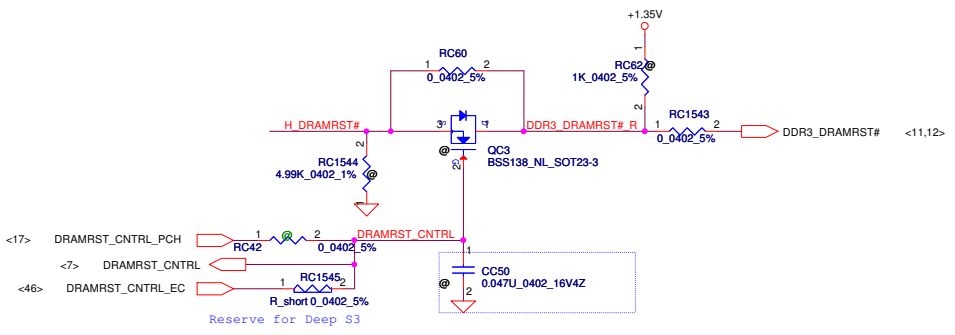 +1.35V
RC60
1 2
0_0402_5%
1
RC62@
1K_0402_5%
2
H_DRAMRST#
3 S D 1
DDR3_DRAMRST#_R
RC1543
1 2
0_0402_5%
DDR3_DRAMRST# <11,12>
@
G
2
QC3
BSS138_NL_SOT23-3
2
RC1544
4.99K_0402_1%
@
1
<17> DRAMRST_CNTRL_PCH
1 @ 2
RC42 0_0402_5%
DRAMRST_CNTRL
<7> DRAMRST_CNTRL
<46> DRAMRST_CNTRL_EC
RC1545
1 2
R_short 0_0402_5%
1
CC50
0.047U_0402_16V4Z
@
2
Reserve for Deep S3